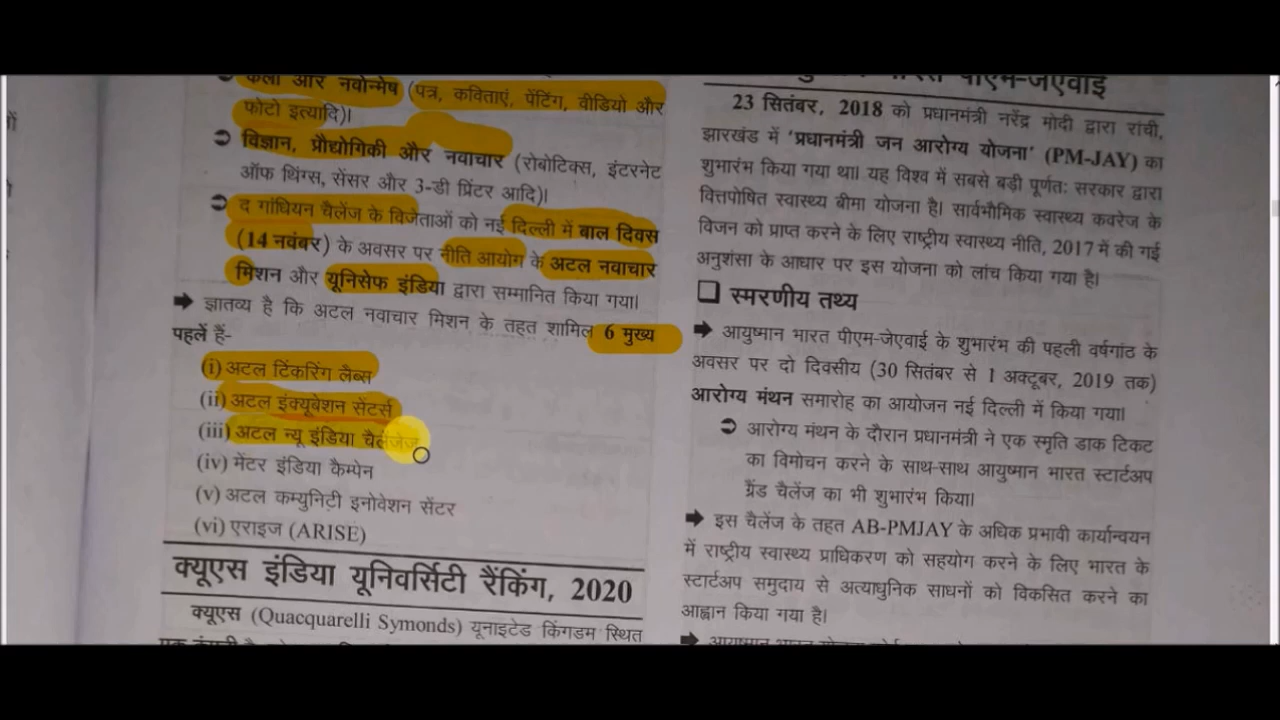 कला और नवोन्मेष (पत्र, कविताएं, पेंटिंग, वीडियो और
फोटो इत्यादि)।
विज्ञान, प्रौद्योगिकी और नवाचार (रोबोटिक्स, इंटरनेट
ऑफ थिंग्स, सेंसर और 3-डी प्रिंटर आदि)।
द गांधियन चैलेंज के विजेताओं को नई दिल्ली में बाल दिवस
(14 नवंबर) के अवसर पर नीति आयोग के अटल नवाचार
मिशन और यूनिसेफ इंडिया द्वारा सम्मानित किया गया।
ज्ञातव्य है कि अटल नवाचार मिशन के तहत शामिल 6 मुख्य
पहलें हैं-
(i) अटल टिंकरिंग लैब्स
(ii) अटल इंक्यूबेशन सेंटर्स
(iii) अटल न्यू इंडिया चैलेंजेज
(iv) मेंटर इंडिया कैम्पेन
(v) अटल कम्युनिटी इनोवेशन सेंटर
(vi) एराइज (ARISE)
क्यूएस इंडिया यूनिवर्सिटी रैंकिंग, 2020
क्यूएस (Quacquarelli Symonds) यूनाइटेड किंगडम स्थित
भारत पीएम-जेएवाई
23 सितंबर, 2018 को प्रधानमंत्री नरेंद्र मोदी द्वारा रांची,
झारखंड में 'प्रधानमंत्री जन आरोग्य योजना' (PM-JAY) का
शुभारंभ किया गया था। यह विश्व में सबसे बड़ी पूर्णतः सरकार द्वारा
वित्तपोषित स्वास्थ्य बीमा योजना है। सार्वभौमिक स्वास्थ्य कवरेज के
विजन को प्राप्त करने के लिए राष्ट्रीय स्वास्थ्य नीति, 2017 में की गई
अनुशंसा के आधार पर इस योजना को लांच किया गया है।
स्मरणीय तथ्य
आयुष्मान भारत पीएम-जेएवाई के शुभारंभ की पहली वर्षगांठ के
अवसर पर दो दिवसीय (30 सितंबर से 1 अक्टूबर, 2019 तक)
आरोग्य मंथन समारोह का आयोजन नई दिल्ली में किया गया।
आरोग्य मंथन के दौरान प्रधानमंत्री ने एक स्मृति डाक टिकट
का विमोचन करने के साथ-साथ आयुष्मान भारत स्टार्टअप
ग्रैंड चैलेंज का भी शुभारंभ किया।
इस चैलेंज के तहत AB-PMJAY के अधिक प्रभावी कार्यान्वयन
में राष्ट्रीय स्वास्थ्य प्राधिकरण को सहयोग करने के लिए भारत के
स्टार्टअप समुदाय से अत्याधुनिक साधनों को विकसित करने का
आह्वान किया गया है।